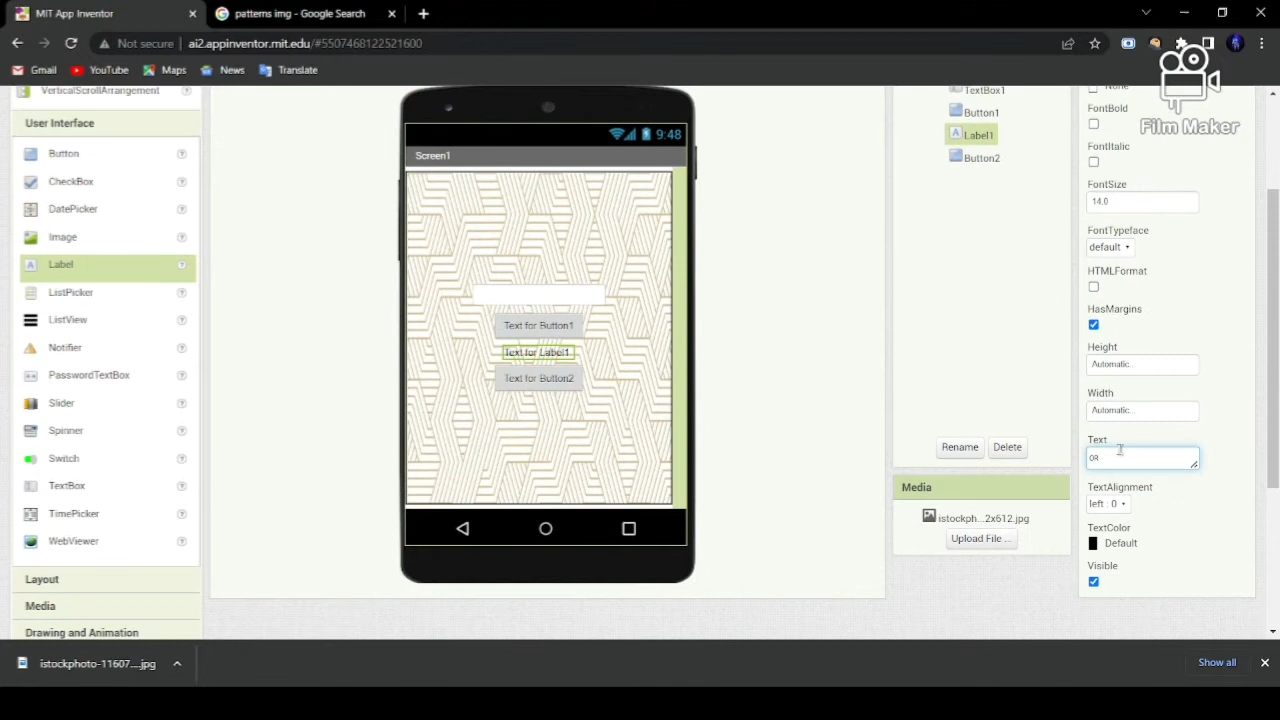 MIT App Inventor
patterns img - Google Search
Not secure
ai2.appinventor.mit.edu/#5507468122521600
Gmail
YouTube
Maps
News
Translate
Film Maker
VerticalScrollArrangement
User Interface
Button
CheckBox
DatePicker
Image
Label
ListPicker
ListView
Notifier
PasswordTextBox
Slider
Spinner
Switch
TextBox
TimePicker
WebViewer
Layout
Media
Drawing and Animation
9:48
Screen1
Text for Button1
Text for Label1
Text for Button2
TextBox1
Button1
Label1
Button2
Rename
Delete
Media
istockph...2x612.jpg
Upload File ...
None
FontBold
FontItalic
FontSize
14.0
FontTypeface
default
HTMLFormat
HasMargins
Height
Automatic...
Width
Automatic...
Text
OR
TextAlignment
left : 0
TextColor
Default
Visible
istockphoto-11607....jpg
Show all